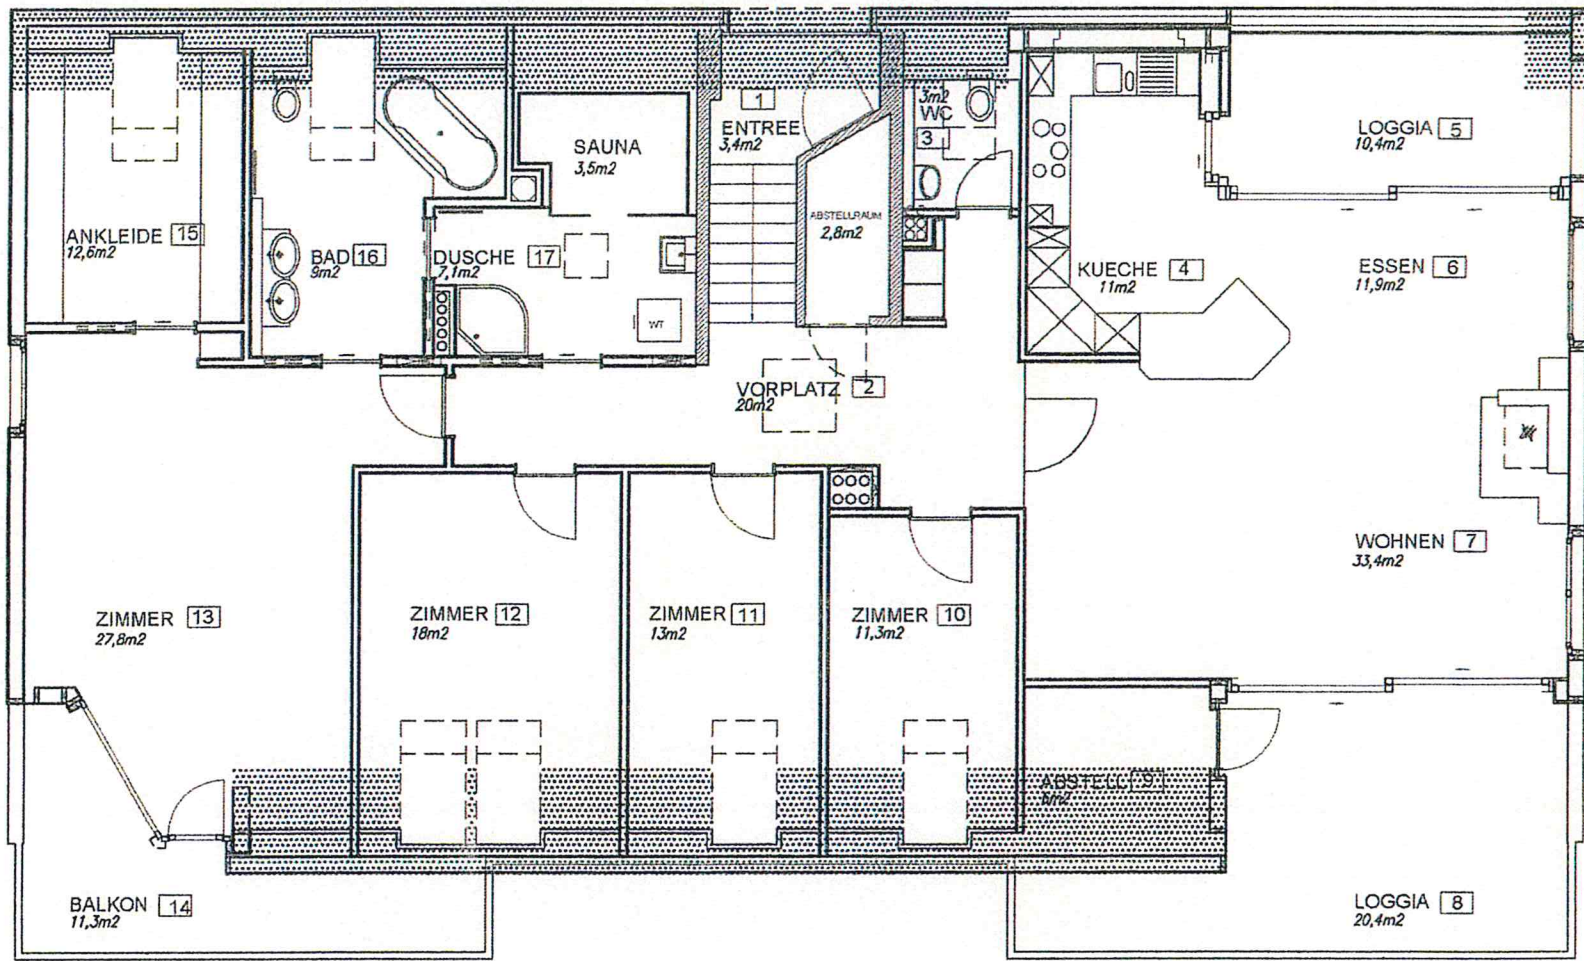 1
ENTREE
3,4m2
3m2
WC
3
SAUNA
3,5m2
LOGGIA 5
10,4m2
ABSTELLRAUM
2,8m2
ANKLEIDE 15
12,6m2
BAD 16
9m2
DUSCHE 17
7,1m2
KUECHE 4
11m2
ESSEN 6
11,9m2
WT
VORPLATZ 2
20m2
WOHNEN 7
33,4m2
ZIMMER 13
27,8m2
ZIMMER 12
18m2
ZIMMER 11
13m2
ZIMMER 10
11,3m2
ABSTELL 9
6m2
BALKON 14
11,3m2
LOGGIA 8
20,4m2